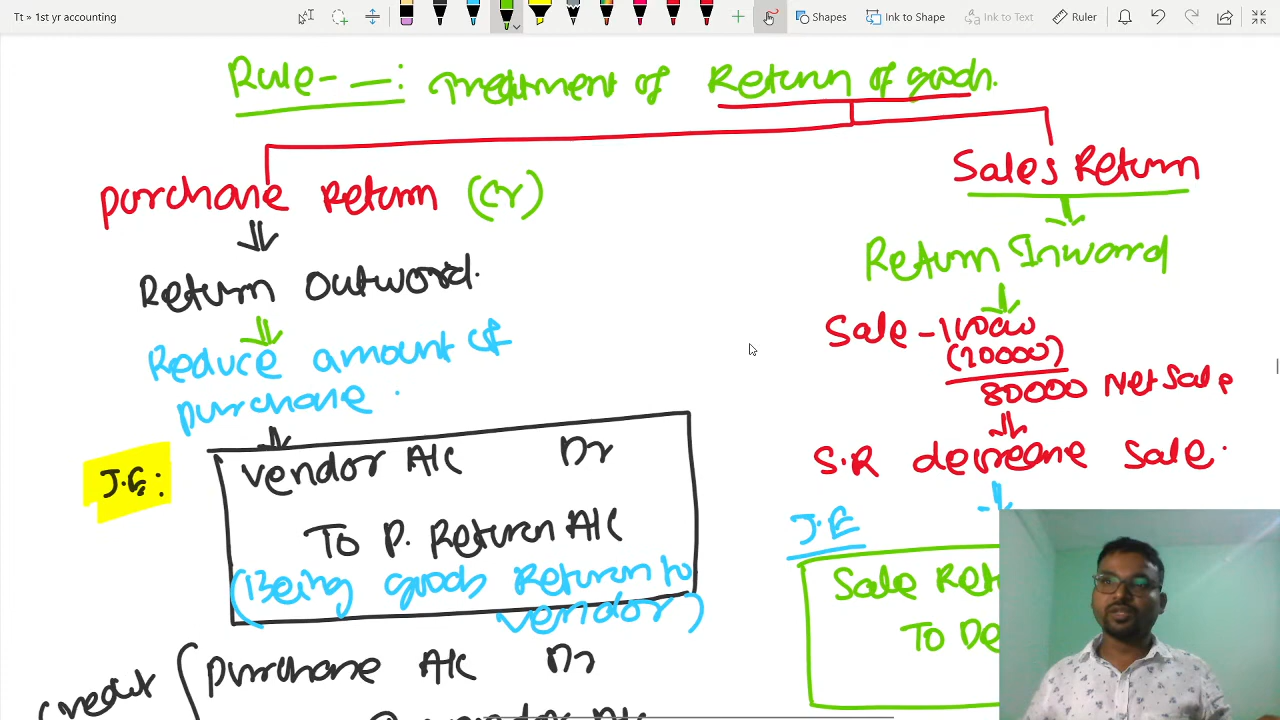 Tt » 1st yr accounting
Shapes
Ink to Shape
Ink to Text
Ruler
Rule- —: Treatment of Return of goods.
Purchase Return (Cr)
Return Outword.
Reduce amount of
purchase.
J.E:
Vendor A/C Dr
To P. Return A/C
(Being goods Return to
vendor)
Credit
Purchase A/C Dr
vendor A/C
Sales Return
Return Inward
Sale -
(20000)
80000 Net Sale
S.R decrease Sale.
J.E
Sale Ret
To De